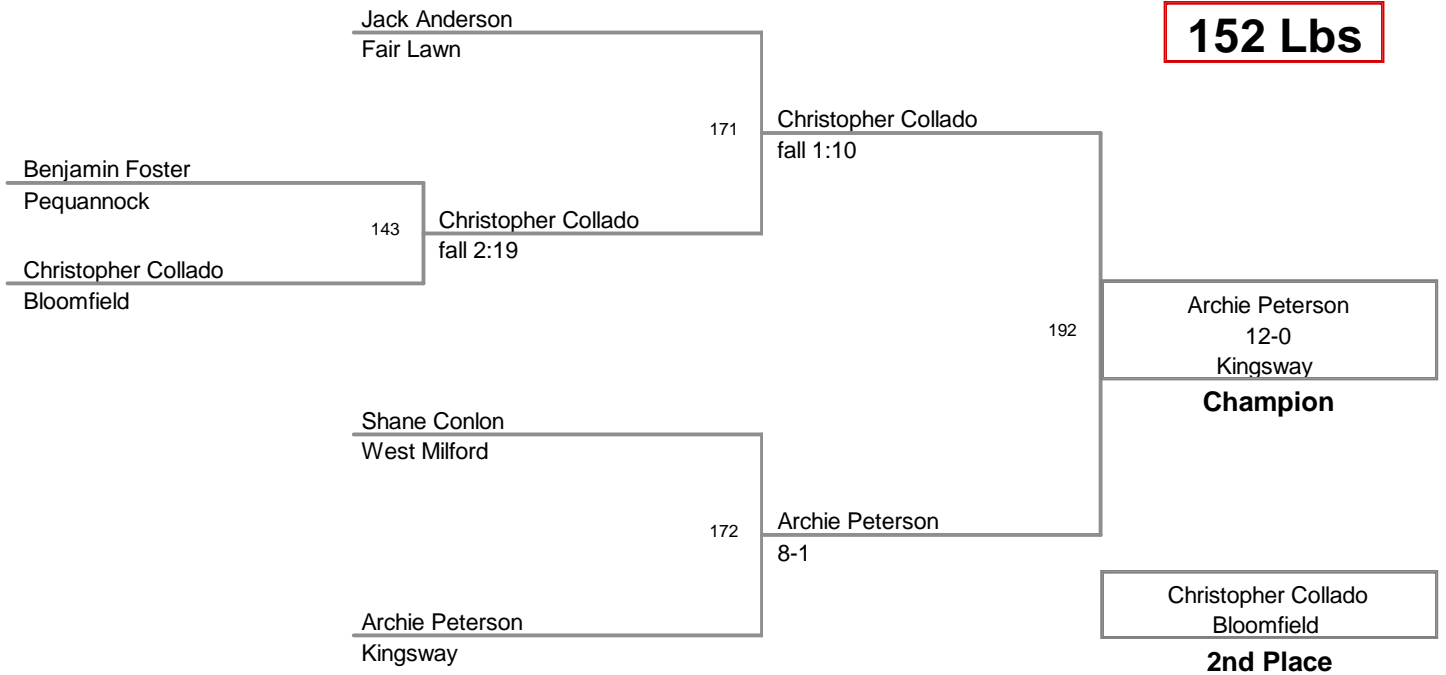 Jack Anderson
Fair Lawn
152 Lbs
171
Christopher Collado
fall 1:10
Benjamin Foster
Pequannock
143
Christopher Collado
fall 2:19
Christopher Collado
Bloomfield
192
Archie Peterson
12-0
Kingsway
Champion
Shane Conlon
West Milford
172
Archie Peterson
8-1
Archie Peterson
Kingsway
Christopher Collado
Bloomfield
2nd Place